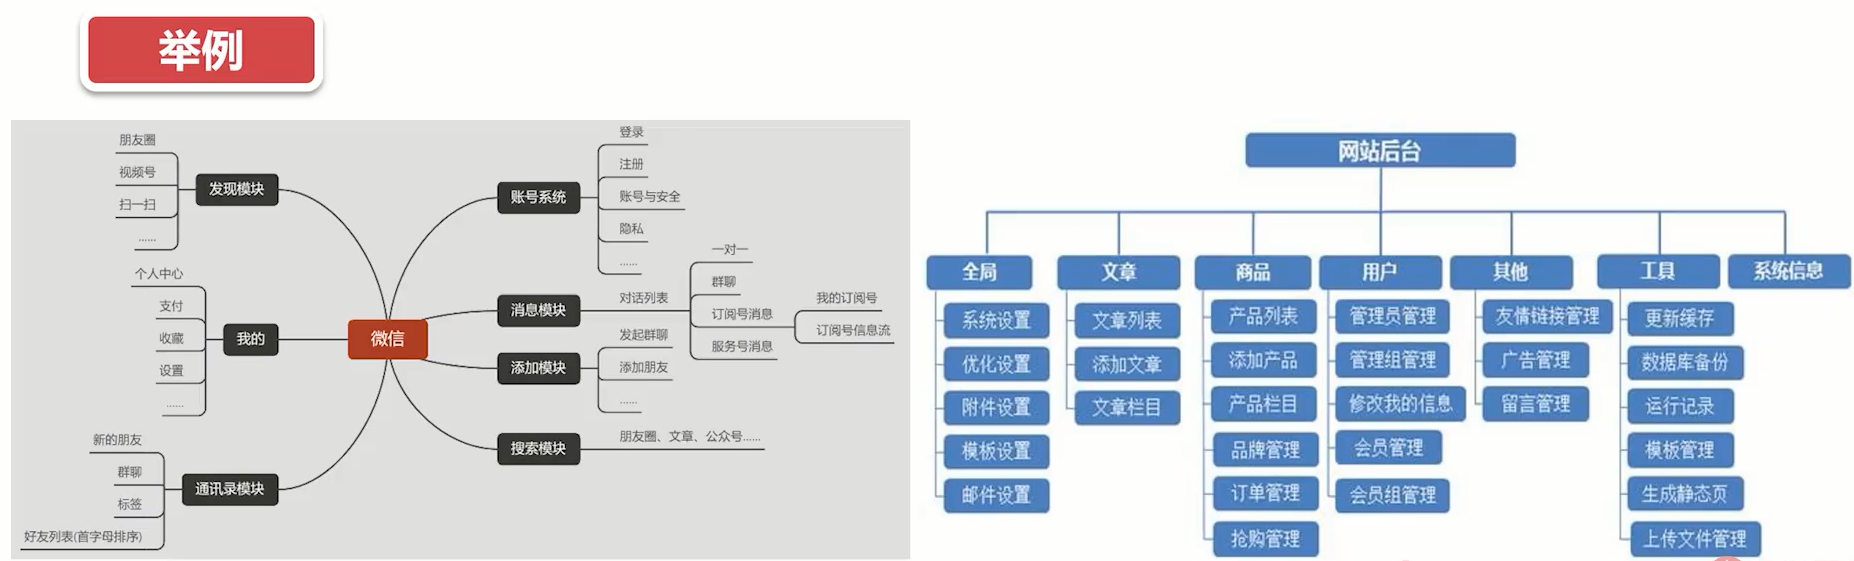 举例
朋友圈
视频号
扫一扫
......
发现模块
个人中心
支付
收藏
设置
......
我的
新的朋友
群聊
标签
好友列表(首字母排序)
通讯录模块
微信
账号系统
登录
注册
账号与安全
隐私
......
消息模块
对话列表
一对一
群聊
订阅号消息
我的订阅号
订阅号信息流
服务号消息
添加模块
发起群聊
添加朋友
......
搜索模块
朋友圈、文章、公众号......
网站后台
全局
系统设置
优化设置
附件设置
模板设置
邮件设置
文章
文章列表
添加文章
文章栏目
商品
产品列表
添加产品
产品栏目
品牌管理
订单管理
抢购管理
用户
管理员管理
管理组管理
修改我的信息
会员管理
会员组管理
其他
友情链接管理
广告管理
留言管理
工具
更新缓存
数据库备份
运行记录
模板管理
生成静态页
上传文件管理
系统信息